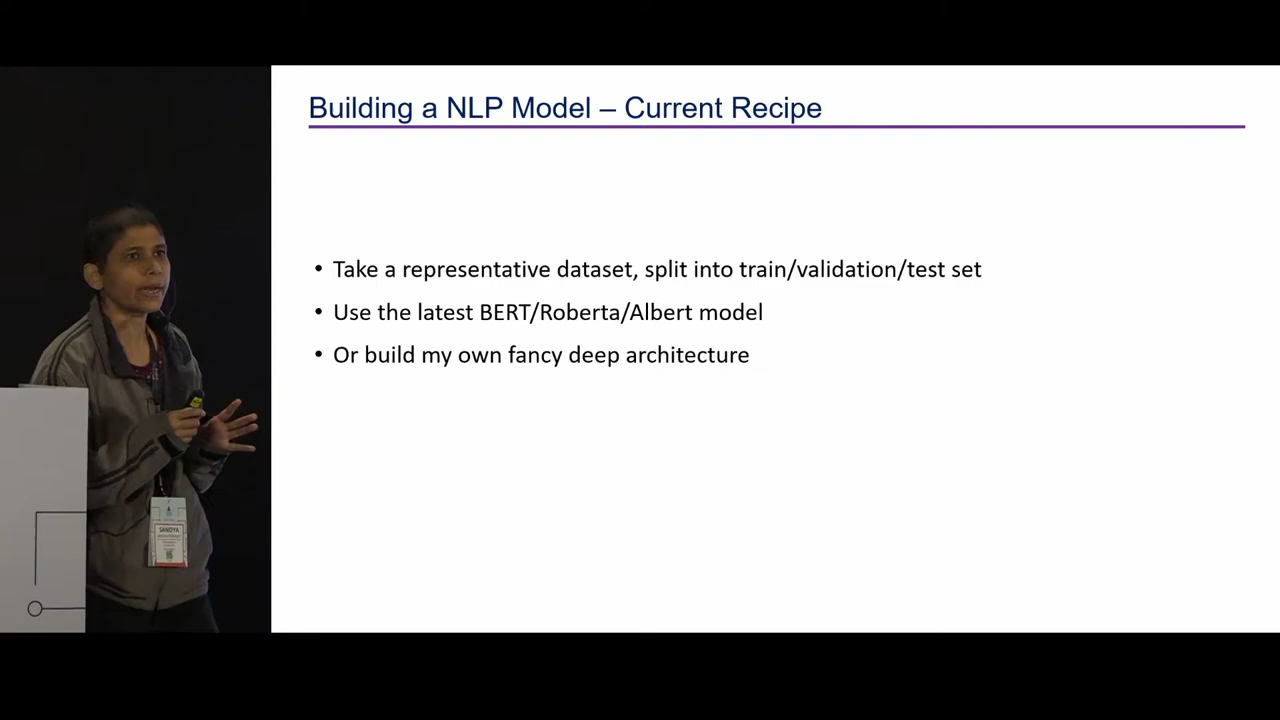 Building a NLP Model – Current Recipe
• Take a representative dataset, split into train/validation/test set
• Use the latest BERT/Roberta/Albert model
• Or build my own fancy deep architecture
SANDYA